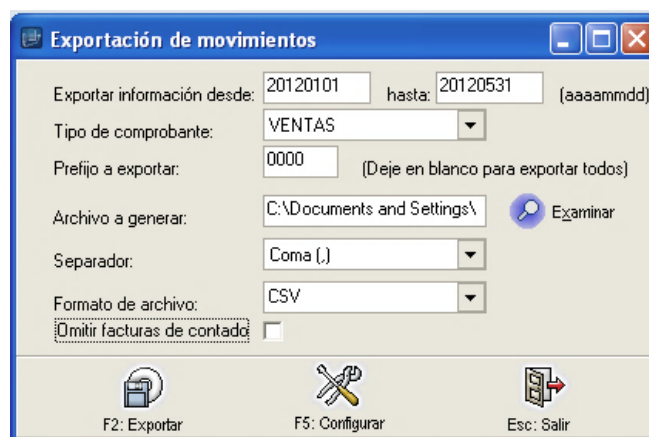 Exportación de movimientos
Exportar información desde: 20120101 hasta: 20120531 (aaaammdd)
Tipo de comprobante: VENTAS
Prefijo a exportar: 0000 (Deje en blanco para exportar todos)
Archivo a generar: C:\Documents and Settings\ Examinar
Separador: Coma (,)
Formato de archivo: CSV
Omitir facturas de contado
F2: Exportar F5: Configurar Esc: Salir